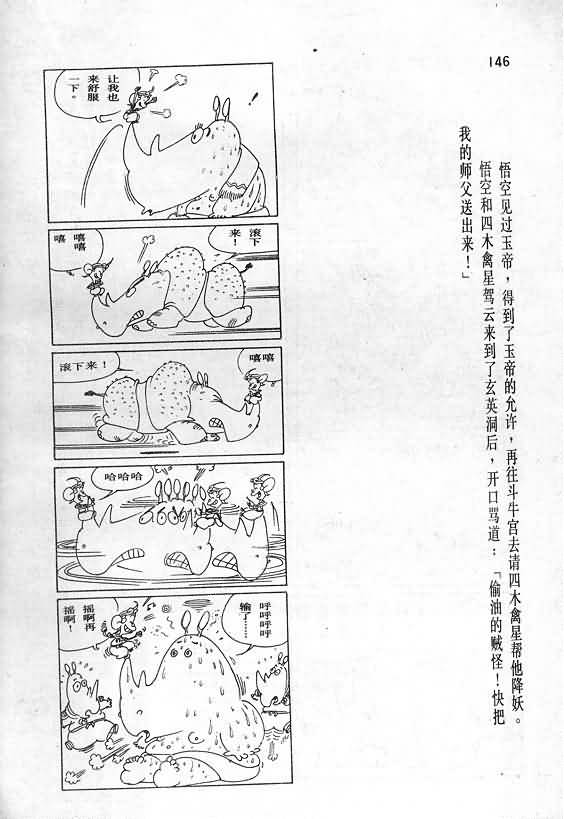 146
悟空见过玉帝，得到了玉帝的允许，再往斗牛宫去请四木禽星帮他降妖。
悟空和四木禽星驾云来到了玄英洞后，开口骂道：「偷油的贼怪！快把
我的师父送出来！」
让我也
来舒服
一下。
滚下
来！
嘻嘻
嘻
滚下来！
嘻嘻
哈哈哈
呼呼呼呼
输了……
摇啊再
摇啊！